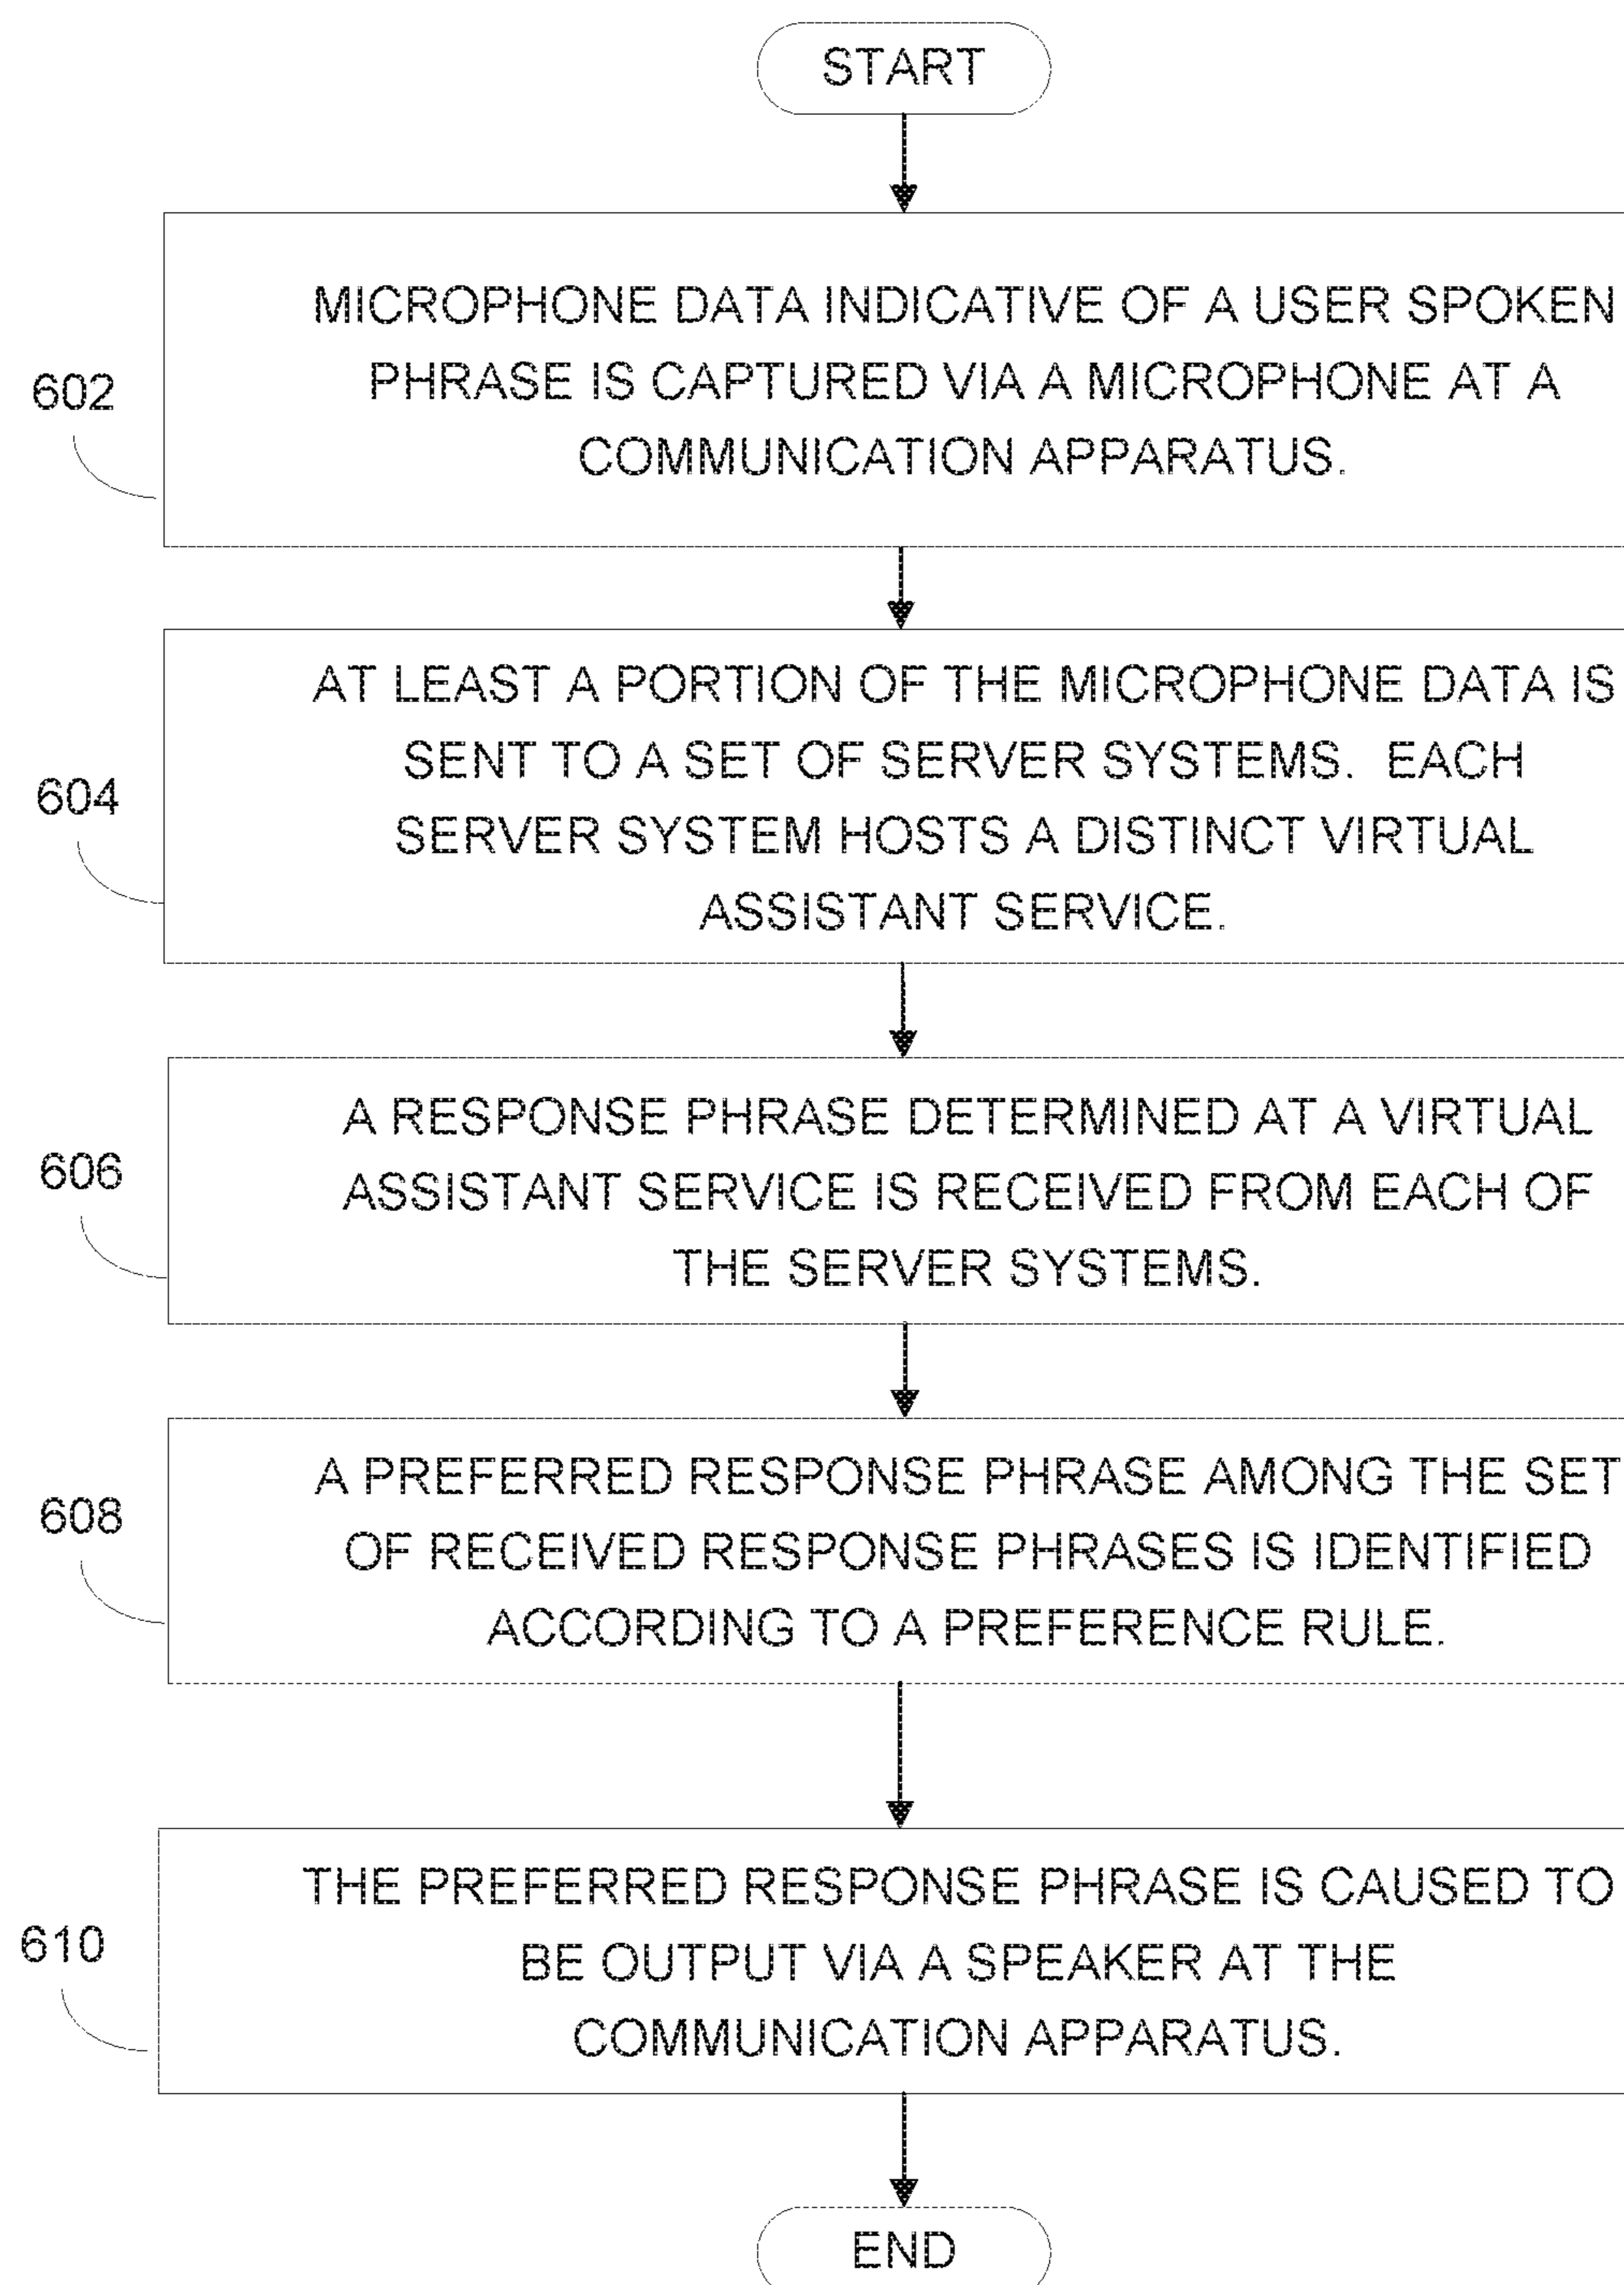 START
MICROPHONE DATA INDICATIVE OF A USER SPOKEN
PHRASE IS CAPTURED VIA A MICROPHONE AT A
COMMUNICATION APPARATUS.
602
AT LEAST A PORTION OF THE MICROPHONE DATA IS
SENT TO A SET OF SERVER SYSTEMS. EACH
SERVER SYSTEM HOSTS A DISTINCT VIRTUAL
ASSISTANT SERVICE.
604
A RESPONSE PHRASE DETERMINED AT A VIRTUAL
ASSISTANT SERVICE IS RECEIVED FROM EACH OF
THE SERVER SYSTEMS.
606
A PREFERRED RESPONSE PHRASE AMONG THE SET
OF RECEIVED RESPONSE PHRASES IS IDENTIFIED
ACCORDING TO A PREFERENCE RULE.
608
THE PREFERRED RESPONSE PHRASE IS CAUSED TO
BE OUTPUT VIA A SPEAKER AT THE
COMMUNICATION APPARATUS.
610
END